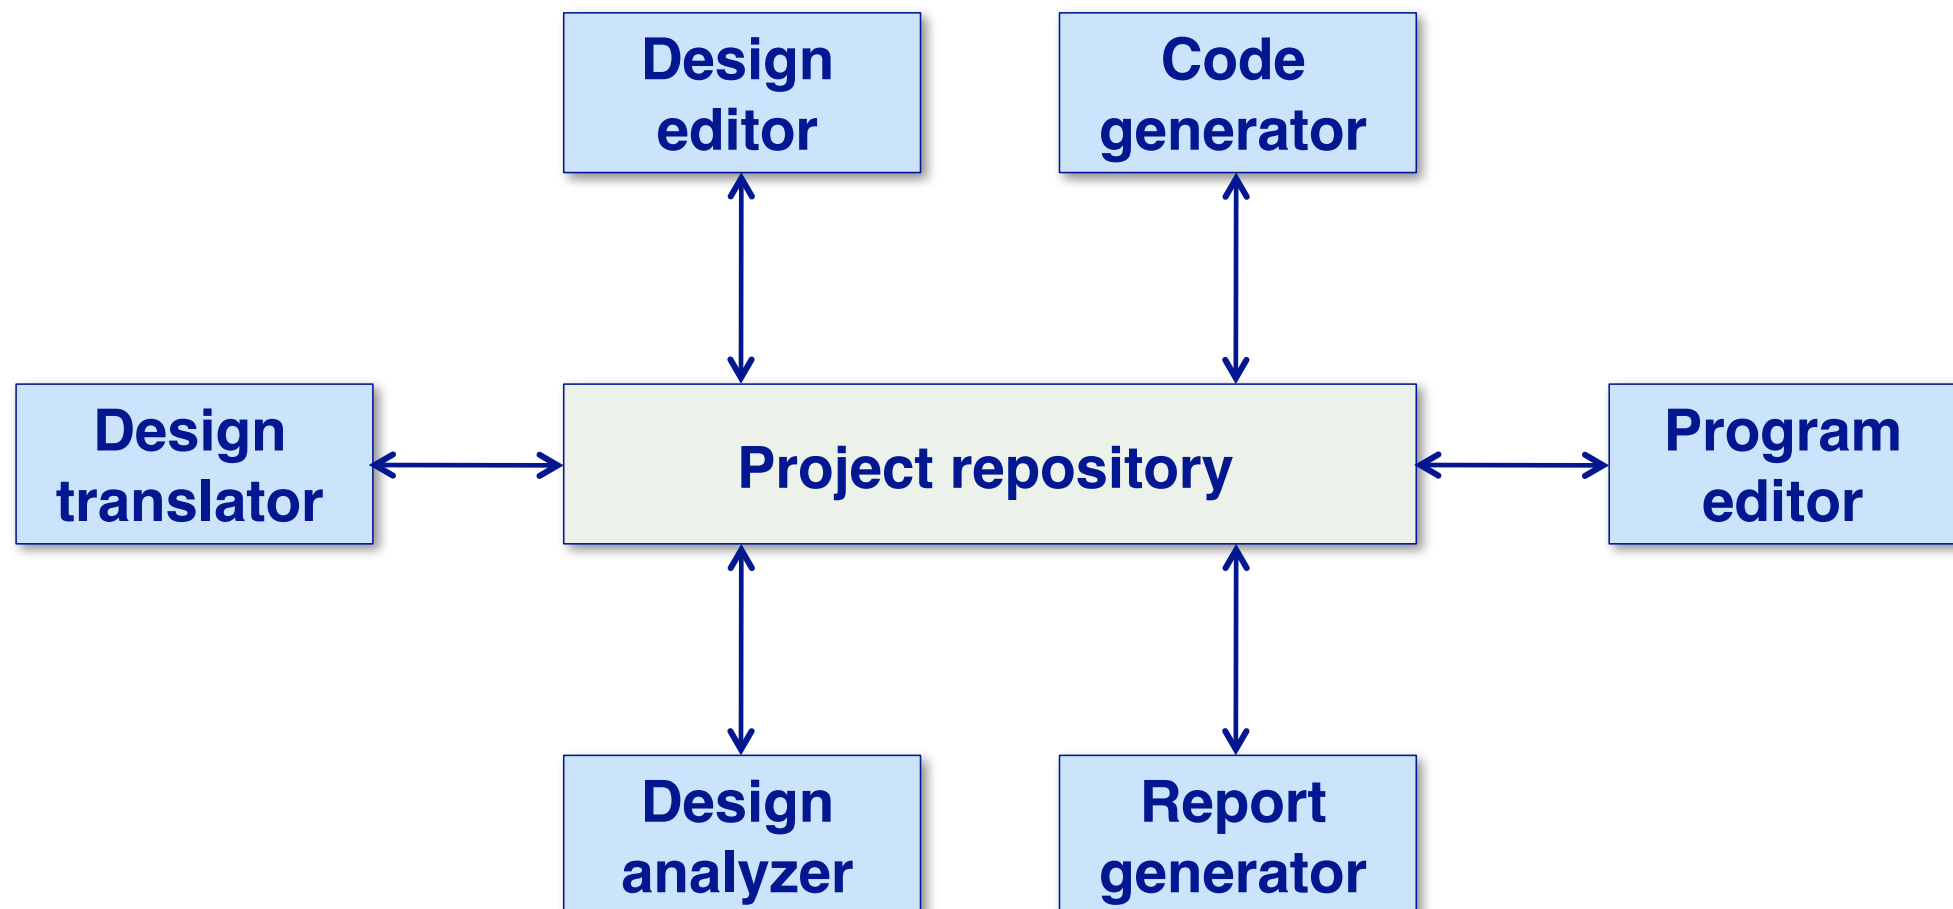 Design
editor
Code
generator
Design
translator
Project repository
Program
editor
Design
analyzer
Report
generator